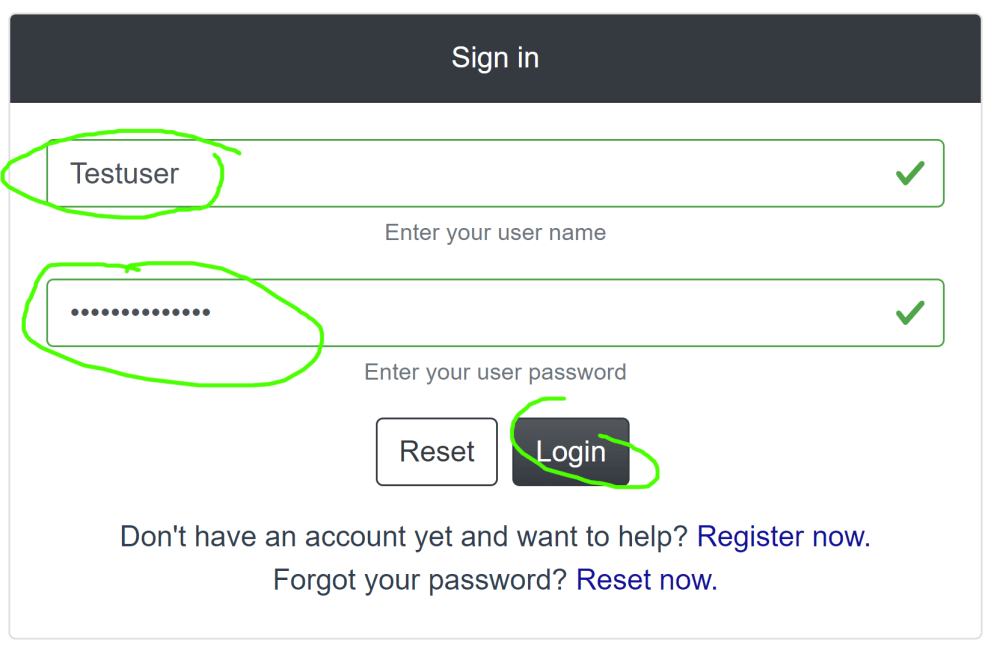 Sign in
Testuser
Enter your user name
••••••••••••••
Enter your user password
Reset Login
Don't have an account yet and want to help? Register now.
Forgot your password? Reset now.